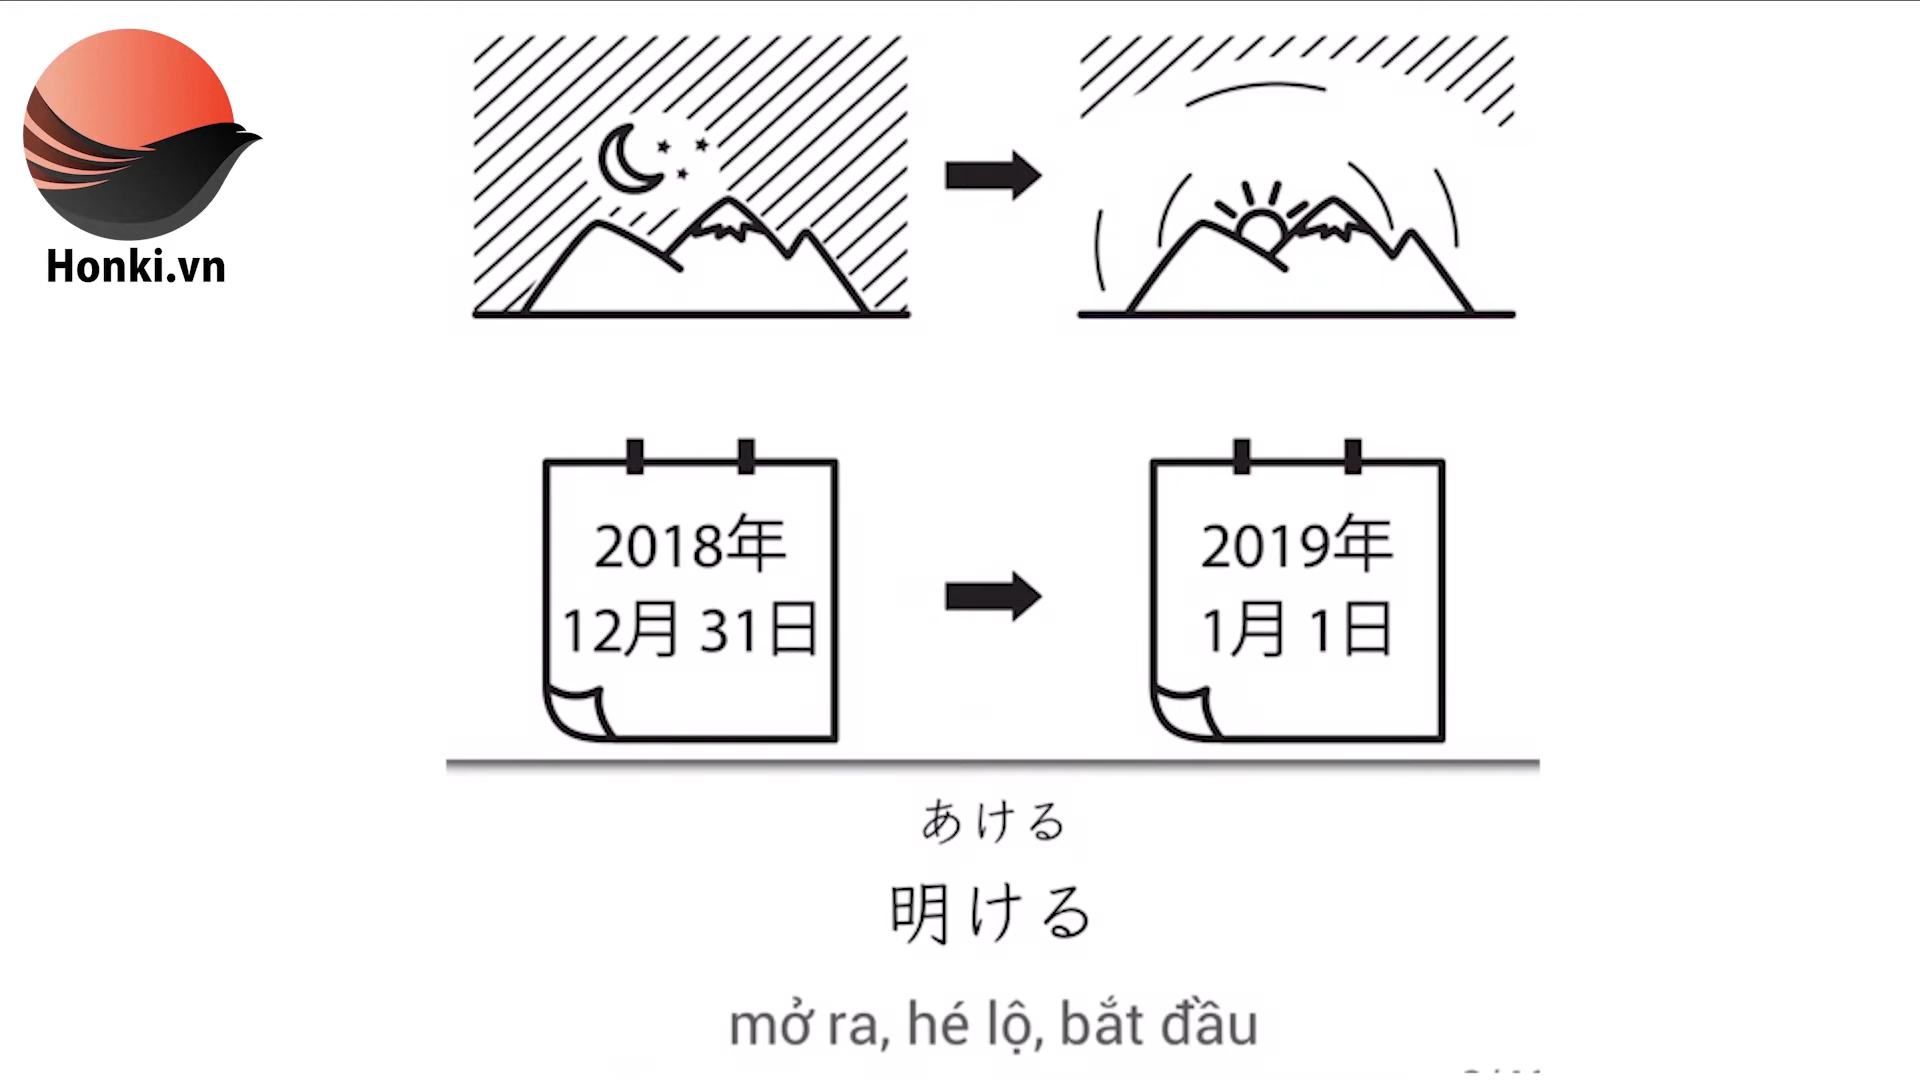 Honki.vn
2018年
12月 31日
2019年
1月 1日
あける
明ける
mở ra, hé lộ, bắt đầu